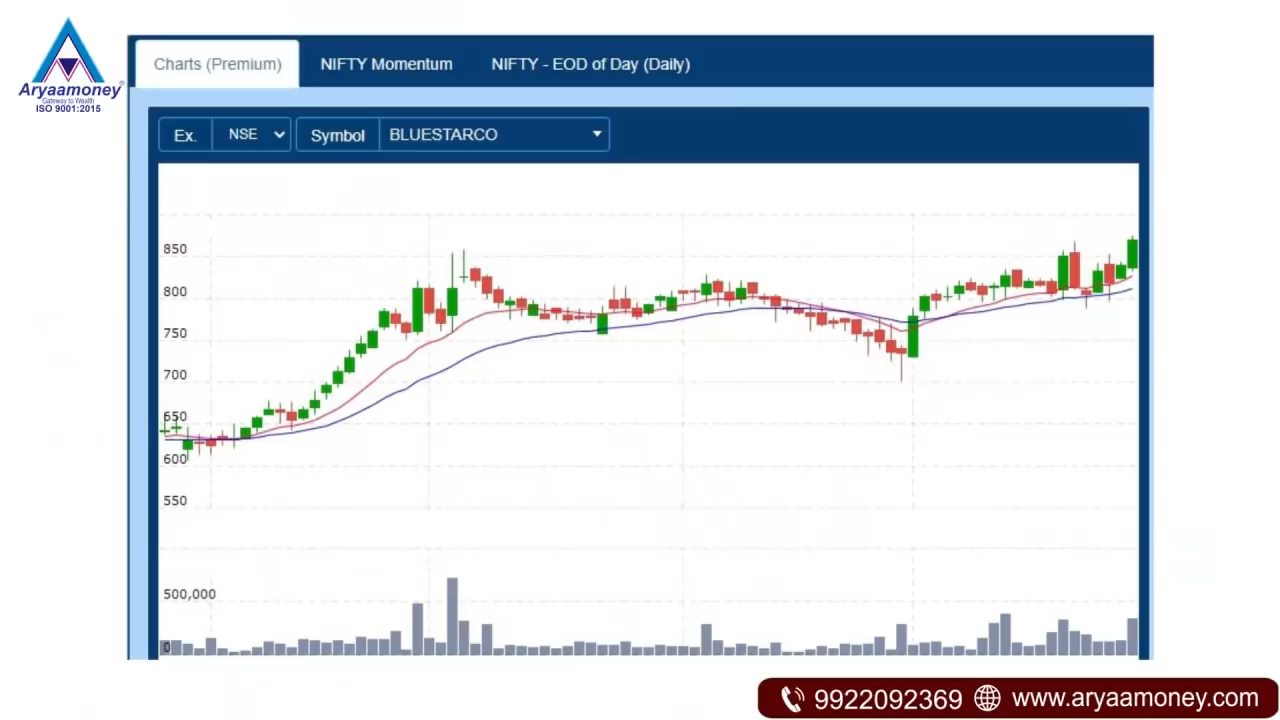 Aryaamoney®
Gateway to Wealth
ISO 9001:2015
Charts (Premium)
NIFTY Momentum
NIFTY - EOD of Day (Daily)
Ex.
NSE
Symbol
BLUESTARCO
850
800
750
700
650
600
550
500,000
0
9922092369
www.aryaamoney.com